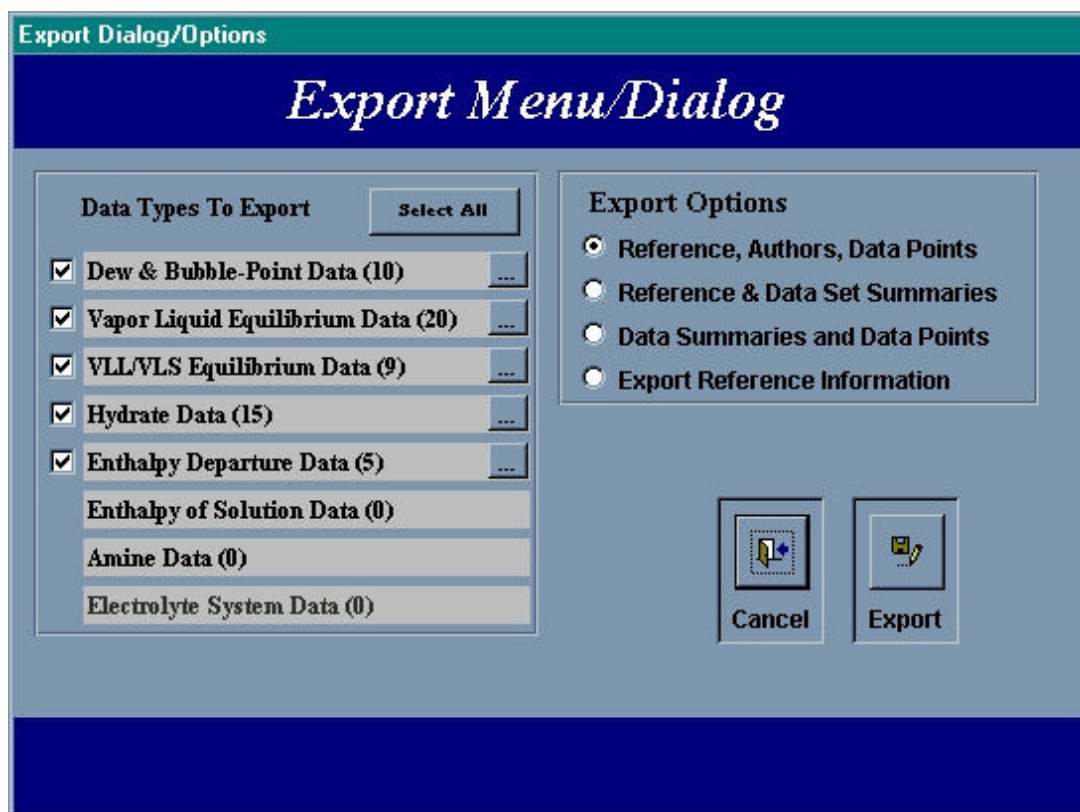 Export Dialog/Options
Export Menu/Dialog
Data Types To Export
Select All
Dew & Bubble-Point Data (10)
...
Vapor Liquid Equilibrium Data (20)
...
VLL/VLS Equilibrium Data (9)
...
Hydrate Data (15)
...
Enthalpy Departure Data (5)
...
Enthalpy of Solution Data (0)
Amine Data (0)
Electrolyte System Data (0)
Export Options
Reference, Authors, Data Points
Reference & Data Set Summaries
Data Summaries and Data Points
Export Reference Information
Cancel
Export